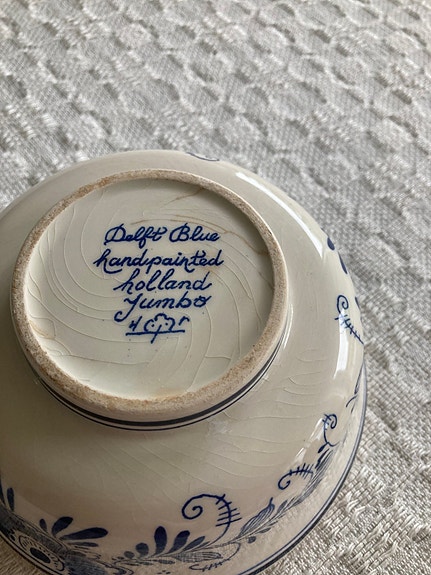 Delft Blue
handpainted
holland
Jumbo